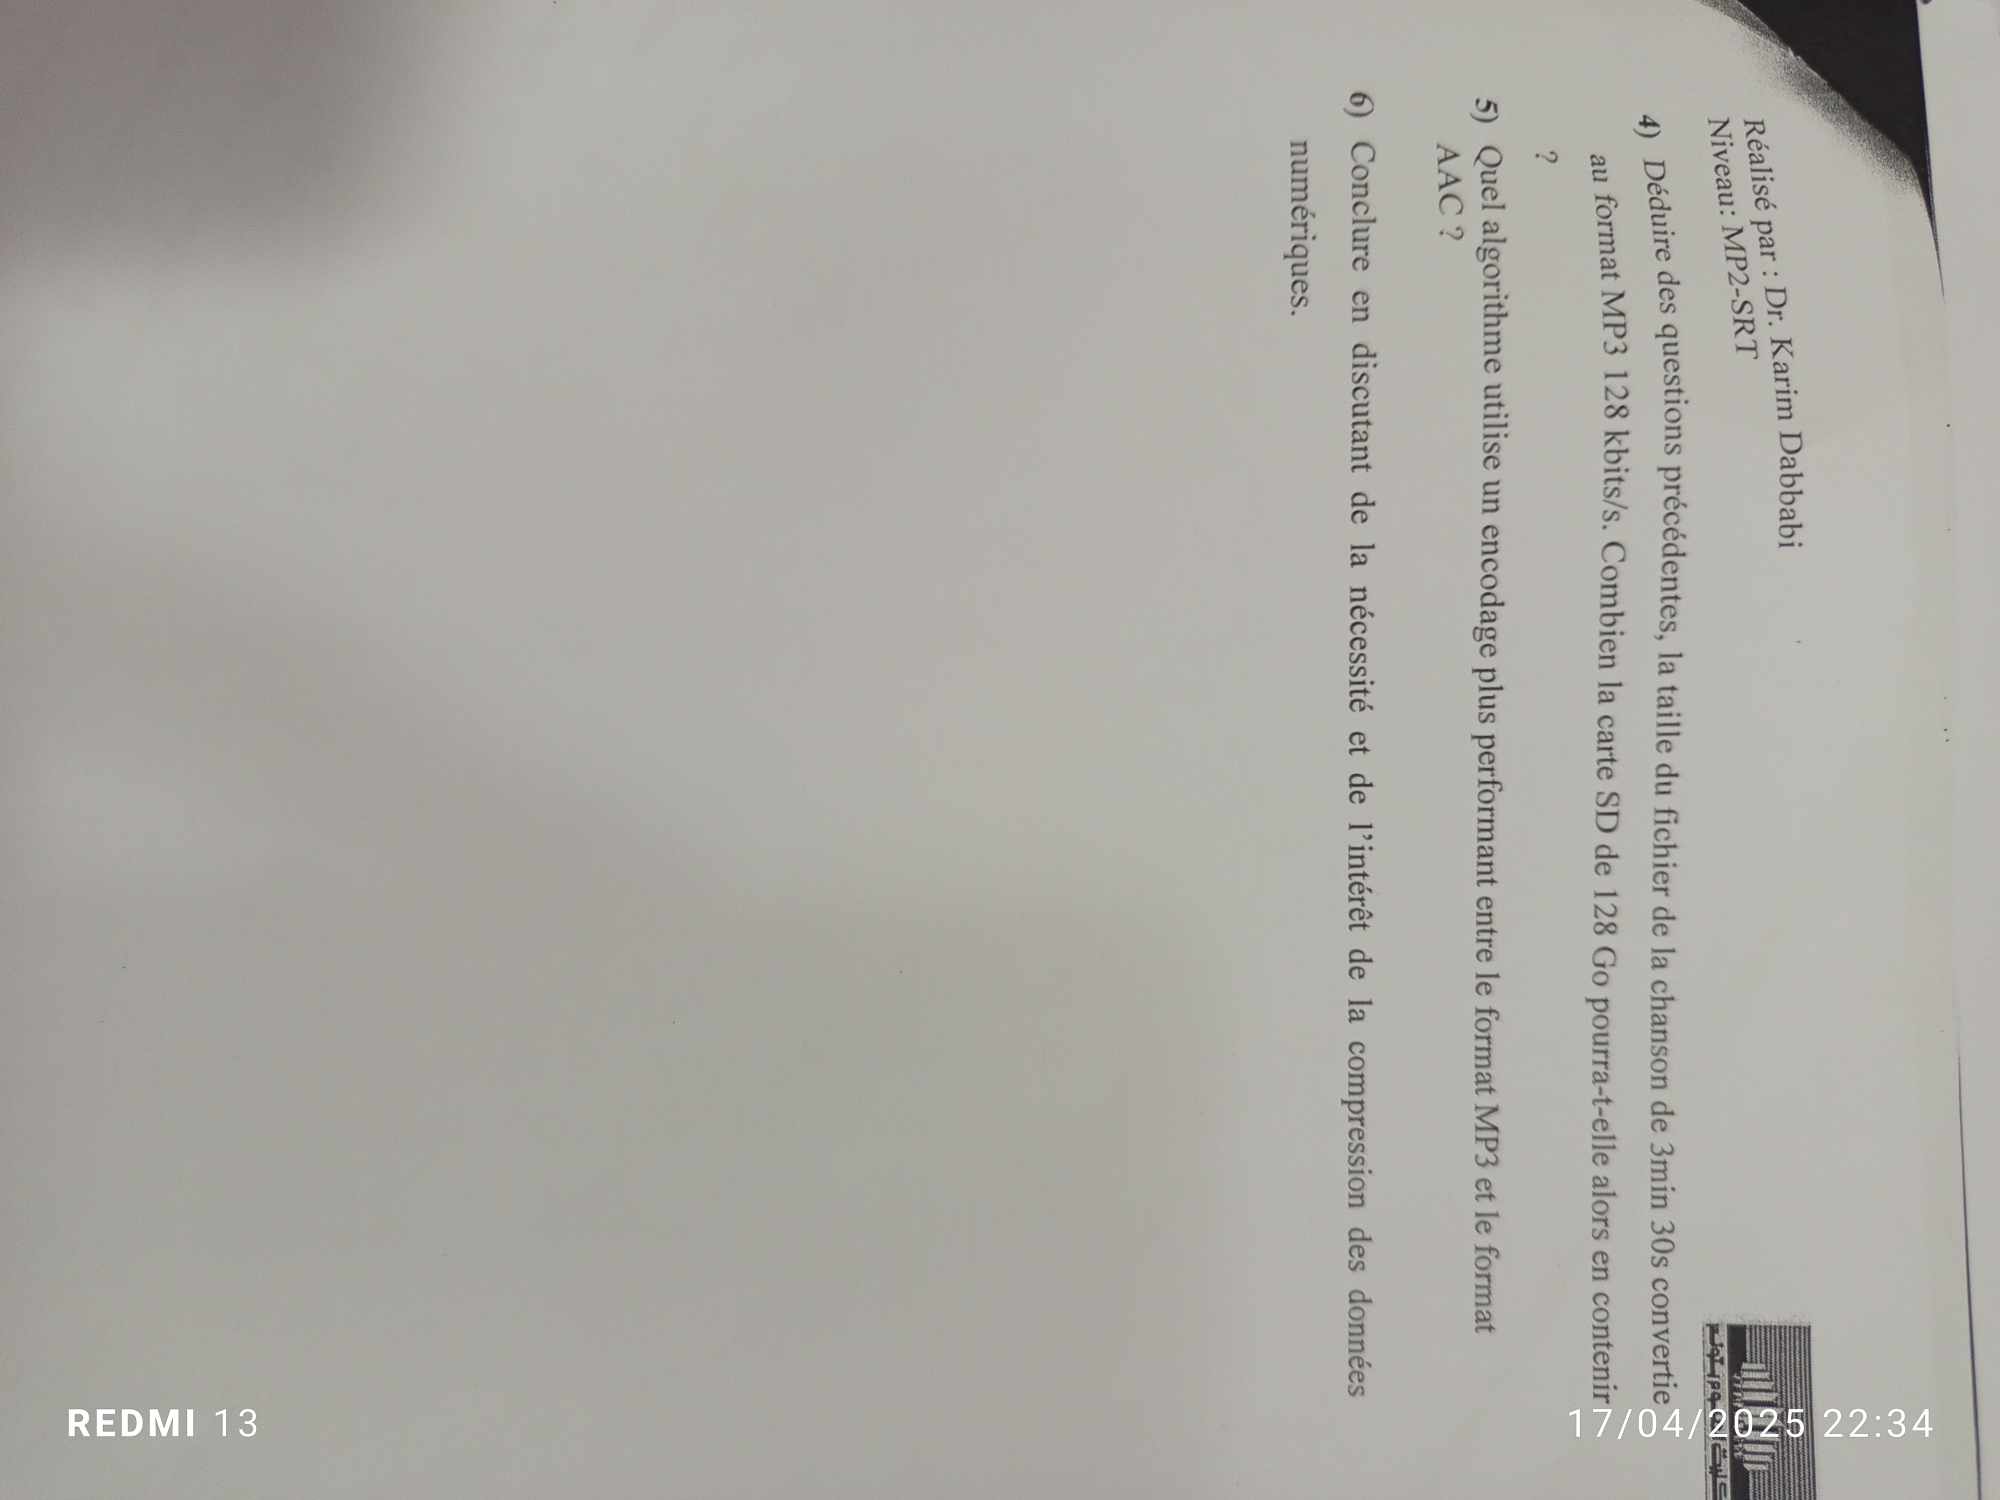 Réalisé par : Dr. Karim Dabbabi
Niveau: MP2-SRT
4) Déduire des questions précédentes, la taille du fichier de la chanson de 3min 30s convertie
au format MP3 128 kbits/s. Combien la carte SD de 128 Go pourra-t-elle alors en contenir
?
5) Quel algorithme utilise un encodage plus performant entre le format MP3 et le format
AAC ?
6) Conclure en discutant de la nécessité et de l’intérêt de la compression des données
numériques.
17/04/2025 22:34
REDMI 13